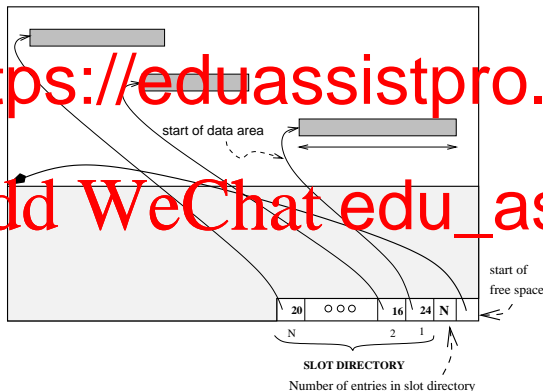 tps://eduassistpro.
start of data area
dd WeChat edu_as
start of
free space
20 ○○○ 16 24 N
N 2 1
SLOT DIRECTORY
Number of entries in slot directory